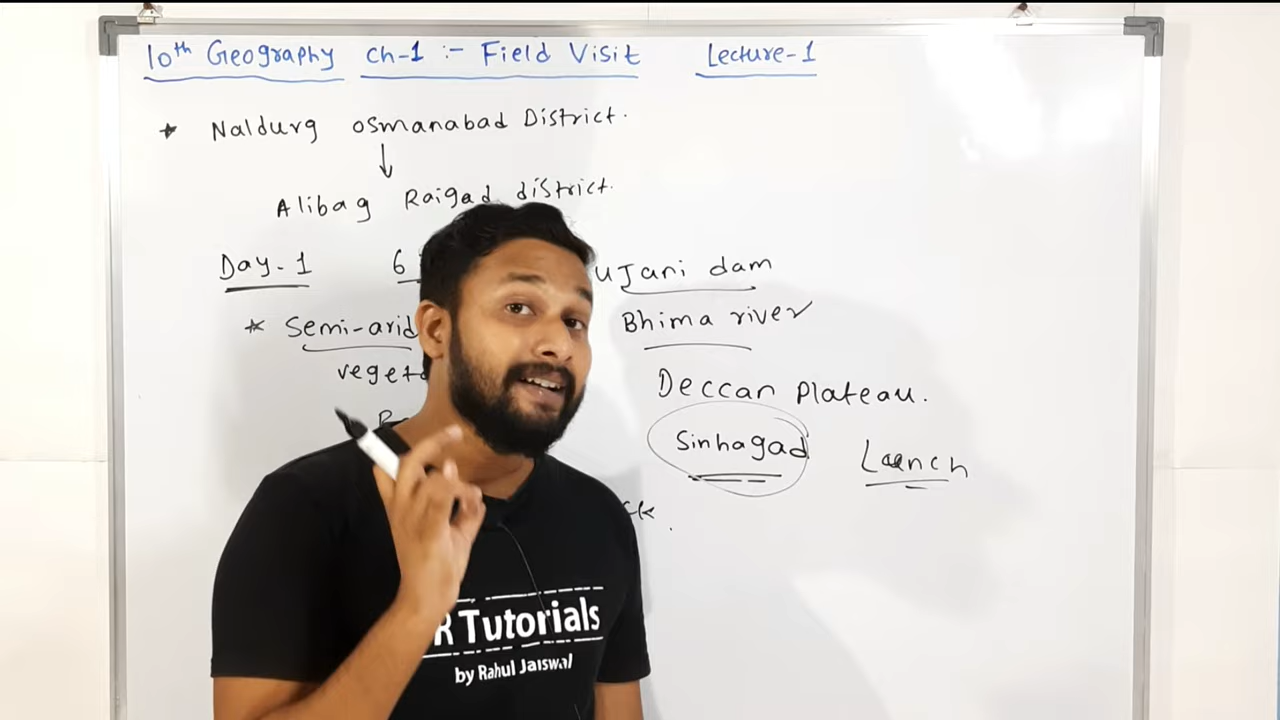 10th Geography ch-1 :- Field Visit Lecture-1
* Naldurg osmanabad District.
↓
Alibag Raigad district.
Day-1 6 ujani dam
* Semi-arid Bhima river
Deccan Plateau.
Sinhagad Launch
R Tutorials
by Rahul Jaiswal